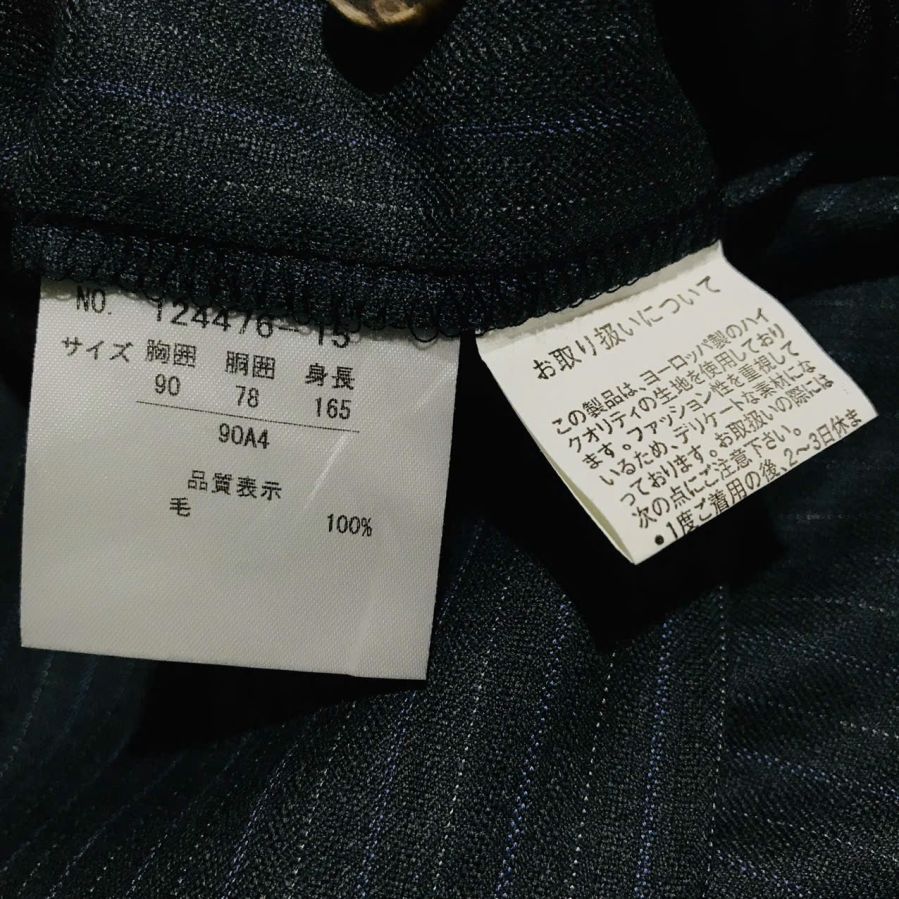 NO. 124476-15
サイズ 胸囲 胴囲 身長
90 78 165
90A4
品質表示
毛 100%
お取り扱いについて
この製品は、ヨーロッパ製のハイ
クオリティの生地を使用しており
ます。ファッション性を重視して
いるため、デリケートな素材にな
っております。お取扱いの際には
次の点にご注意下さい。
•1度ご着用の後、2〜3日休ま